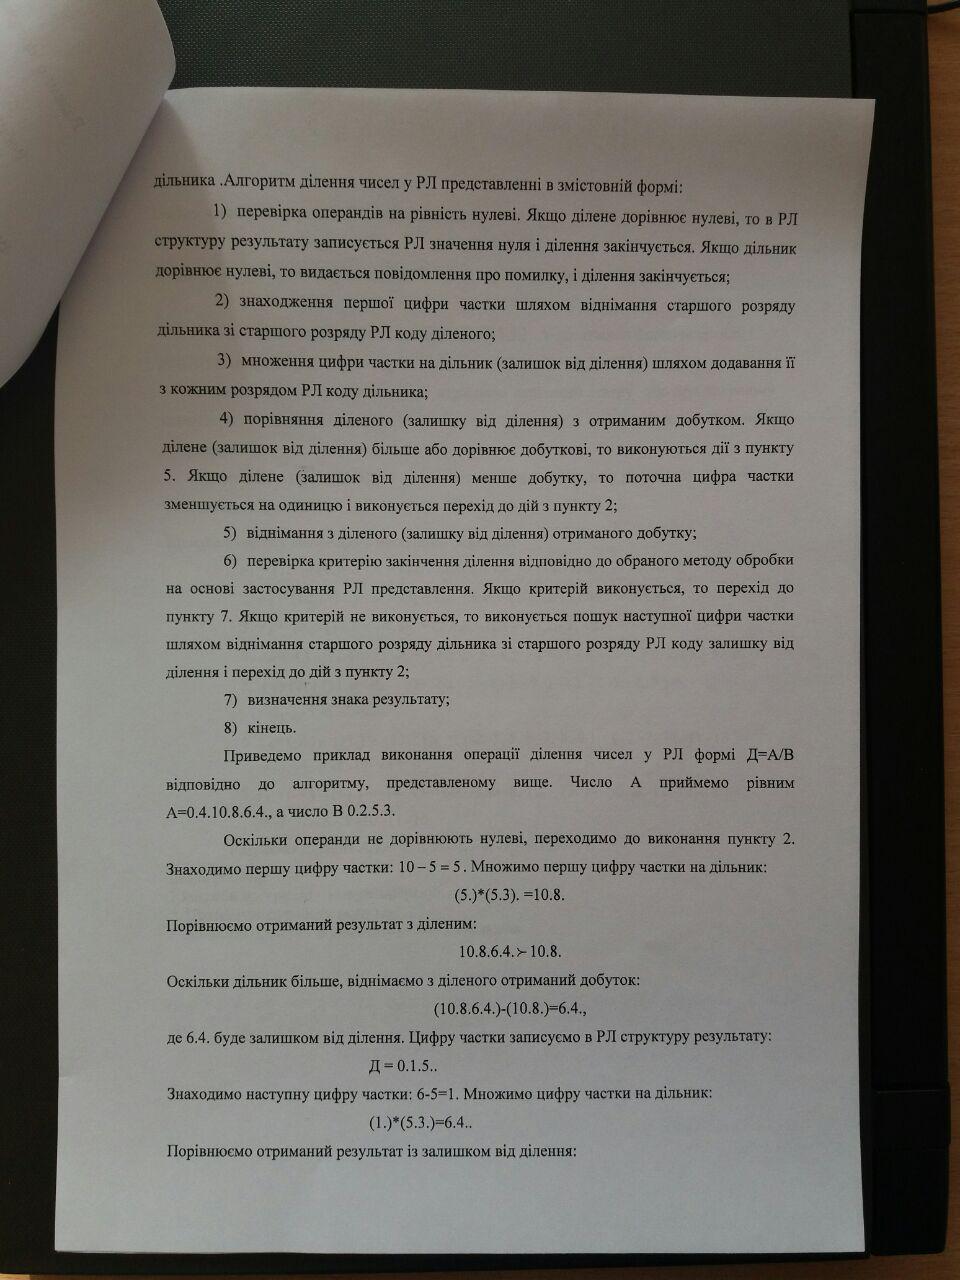 дільника .Алгоритм ділення чисел у РЛ представленні в змістовній формі:
1) перевірка операндів на рівність нулеві. Якщо ділене дорівнює нулеві, то в РЛ
структуру результату записується РЛ значення нуля і ділення закінчується. Якщо дільник
дорівнює нулеві, то видається повідомлення про помилку, і ділення закінчується;
2) знаходження першої цифри частки шляхом віднімання старшого розряду
дільника зі старшого розряду РЛ коду діленого;
3) множення цифри частки на дільник (залишок від ділення) шляхом додавання її
з кожним розрядом РЛ коду дільника;
4) порівняння діленого (залишку від ділення) з отриманим добутком. Якщо
ділене (залишок від ділення) більше або дорівнює добуткові, то виконуються дії з пункту
5. Якщо ділене (залишок від ділення) менше добутку, то поточна цифра частки
зменшується на одиницю і виконується перехід до дій з пункту 2;
5) віднімання з діленого (залишку від ділення) отриманого добутку;
6) перевірка критерію закінчення ділення відповідно до обраного методу обробки
на основі застосування РЛ представлення. Якщо критерій виконується, то перехід до
пункту 7. Якщо критерій не виконується, то виконується пошук наступної цифри частки
шляхом віднімання старшого розряду дільника зі старшого розряду РЛ коду залишку від
ділення і перехід до дій з пункту 2;
7) визначення знака результату;
8) кінець.
Приведемо приклад виконання операції ділення чисел у РЛ формі Д=А/В
відповідно до алгоритму, представленому вище. Число А приймемо рівним
А=0.4.10.8.6.4., а число В 0.2.5.3.
Оскільки операнди не дорівнюють нулеві, переходимо до виконання пункту 2.
Знаходимо першу цифру частки: 10 – 5 = 5. Множимо першу цифру частки на дільник:
(5.)*(5.3). =10.8.
Порівнюємо отриманий результат з діленим:
10.8.6.4.≻ 10.8.
Оскільки дільник більше, віднімаємо з діленого отриманий добуток:
(10.8.6.4.)-(10.8.)=6.4.,
де 6.4. буде залишком від ділення. Цифру частки записуємо в РЛ структуру результату:
Д = 0.1.5..
Знаходимо наступну цифру частки: 6-5=1. Множимо цифру частки на дільник:
(1.)*(5.3.)=6.4..
Порівнюємо отриманий результат із залишком від ділення: